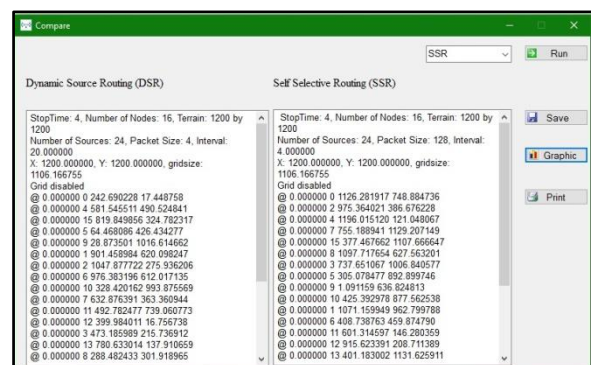 Compare
SSR
Run
Dynamic Source Routing (DSR)
Self Selective Routing (SSR)
StopTime: 4, Number of Nodes: 16, Terrain: 1200 by
1200
Number of Sources: 24, Packet Size: 4, Interval:
20.000000
X: 1200.000000, Y: 1200.000000, gridsize:
1106.166755
Grid disabled
@ 0.000000 0 242.690228 17.448758
@ 0.000000 4 581.545511 490.524841
@ 0.000000 15 819.849856 324.782317
@ 0.000000 5 64.468086 426.434277
@ 0.000000 9 28.873501 1016.614662
@ 0.000000 1 901.458984 620.098247
@ 0.000000 2 1047.877722 275.936206
@ 0.000000 6 976.383196 612.017135
@ 0.000000 10 328.420162 993.875569
@ 0.000000 7 632.876391 363.360944
@ 0.000000 11 492.782477 739.060773
@ 0.000000 12 399.984011 16.756738
@ 0.000000 3 473.185989 215.736912
@ 0.000000 13 780.633014 137.910659
@ 0.000000 8 288.482433 301.918965
StopTime: 4, Number of Nodes: 16, Terrain: 1200 by
1200
Number of Sources: 24, Packet Size: 128, Interval:
4.000000
X: 1200.000000, Y: 1200.000000, gridsize:
1106.166755
Grid disabled
@ 0.000000 0 1126.281917 748.884736
@ 0.000000 2 975.364021 386.676228
@ 0.000000 4 1196.015120 121.048067
@ 0.000000 7 755.188941 1129.207149
@ 0.000000 15 377.467662 1107.666647
@ 0.000000 8 1097.717654 627.563201
@ 0.000000 3 737.651067 1006.840577
@ 0.000000 5 305.078477 892.899746
@ 0.000000 9 1.091159 636.824813
@ 0.000000 10 425.392978 877.562538
@ 0.000000 1 1071.159949 962.799788
@ 0.000000 6 408.738763 459.874790
@ 0.000000 11 601.314597 146.280359
@ 0.000000 12 915.623391 208.711389
@ 0.000000 13 401.183002 1131.625911
Save
Graphic
Print